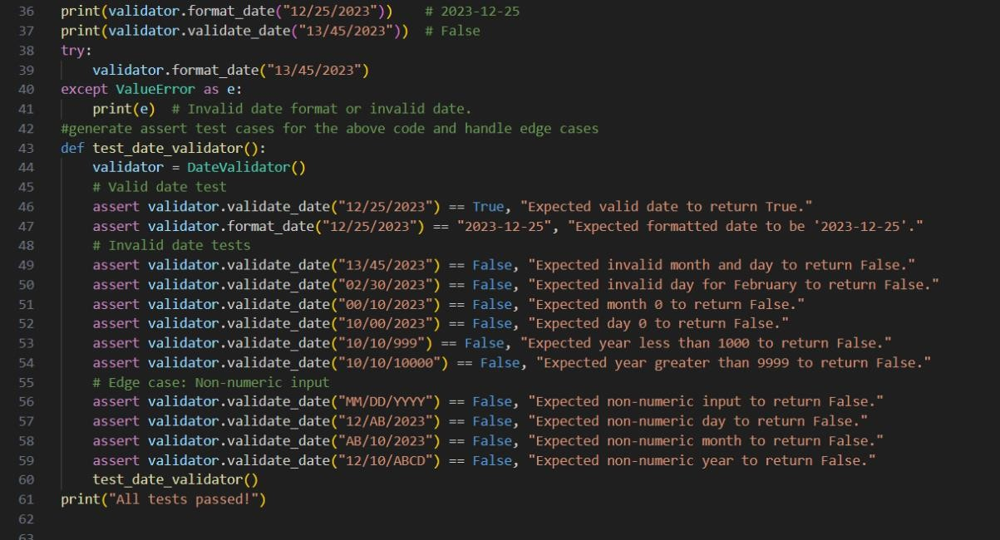 36 print(validator.format_date("12/25/2023"))    # 2023-12-25
37 print(validator.validate_date("13/45/2023"))  # False
38 try:
39     validator.format_date("13/45/2023")
40 except ValueError as e:
41     print(e)  # Invalid date format or invalid date.
42 #generate assert test cases for the above code and handle edge cases
43 def test_date_validator():
44     validator = DateValidator()
45     # Valid date test
46     assert validator.validate_date("12/25/2023") == True, "Expected valid date to return True."
47     assert validator.format_date("12/25/2023") == "2023-12-25", "Expected formatted date to be '2023-12-25'."
48     # Invalid date tests
49     assert validator.validate_date("13/45/2023") == False, "Expected invalid month and day to return False."
50     assert validator.validate_date("02/30/2023") == False, "Expected invalid day for February to return False."
51     assert validator.validate_date("00/10/2023") == False, "Expected month 0 to return False."
52     assert validator.validate_date("10/00/2023") == False, "Expected day 0 to return False."
53     assert validator.validate_date("10/10/999") == False, "Expected year less than 1000 to return False."
54     assert validator.validate_date("10/10/10000") == False, "Expected year greater than 9999 to return False."
55     # Edge case: Non-numeric input
56     assert validator.validate_date("MM/DD/YYYY") == False, "Expected non-numeric input to return False."
57     assert validator.validate_date("12/AB/2023") == False, "Expected non-numeric day to return False."
58     assert validator.validate_date("AB/10/2023") == False, "Expected non-numeric month to return False."
59     assert validator.validate_date("12/10/ABCD") == False, "Expected non-numeric year to return False."
60     test_date_validator()
61 print("All tests passed!")
62
63